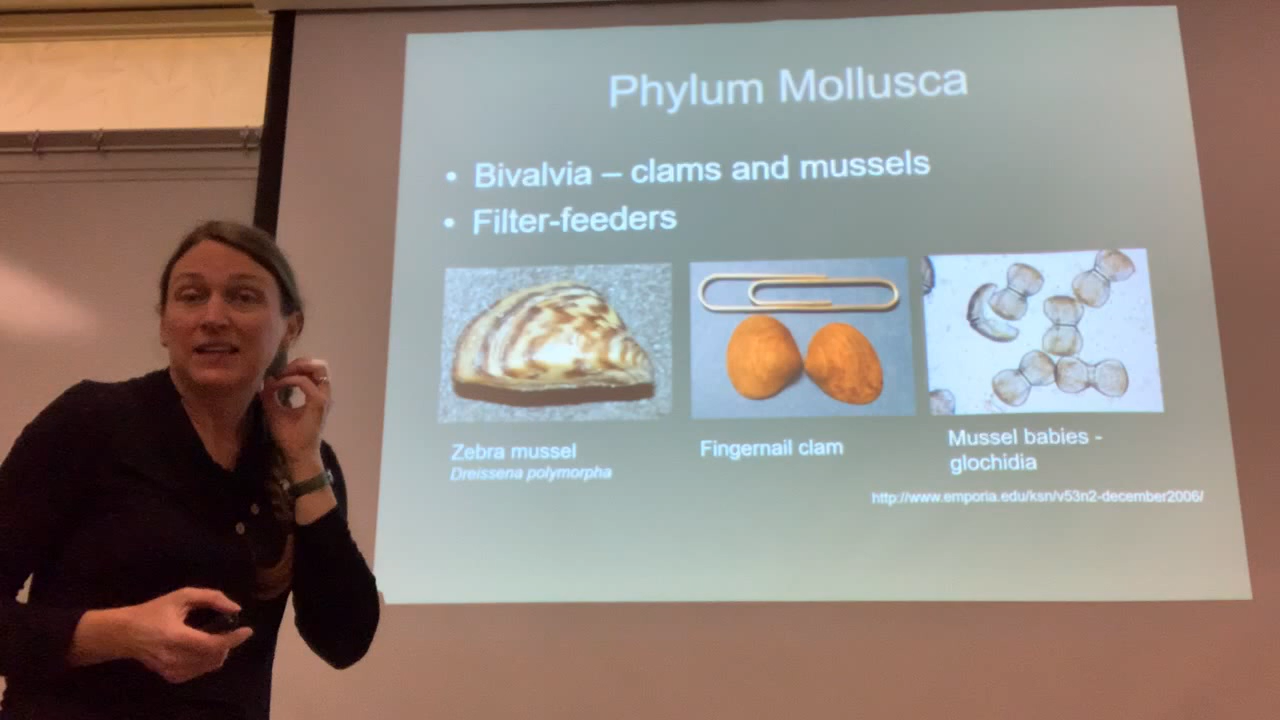 Phylum Mollusca
• Bivalvia – clams and mussels
• Filter-feeders
Zebra mussel
Dreissena polymorpha
Fingernail clam
Mussel babies -
glochidia
http://www.emporia.edu/ksn/v53n2-december2006/